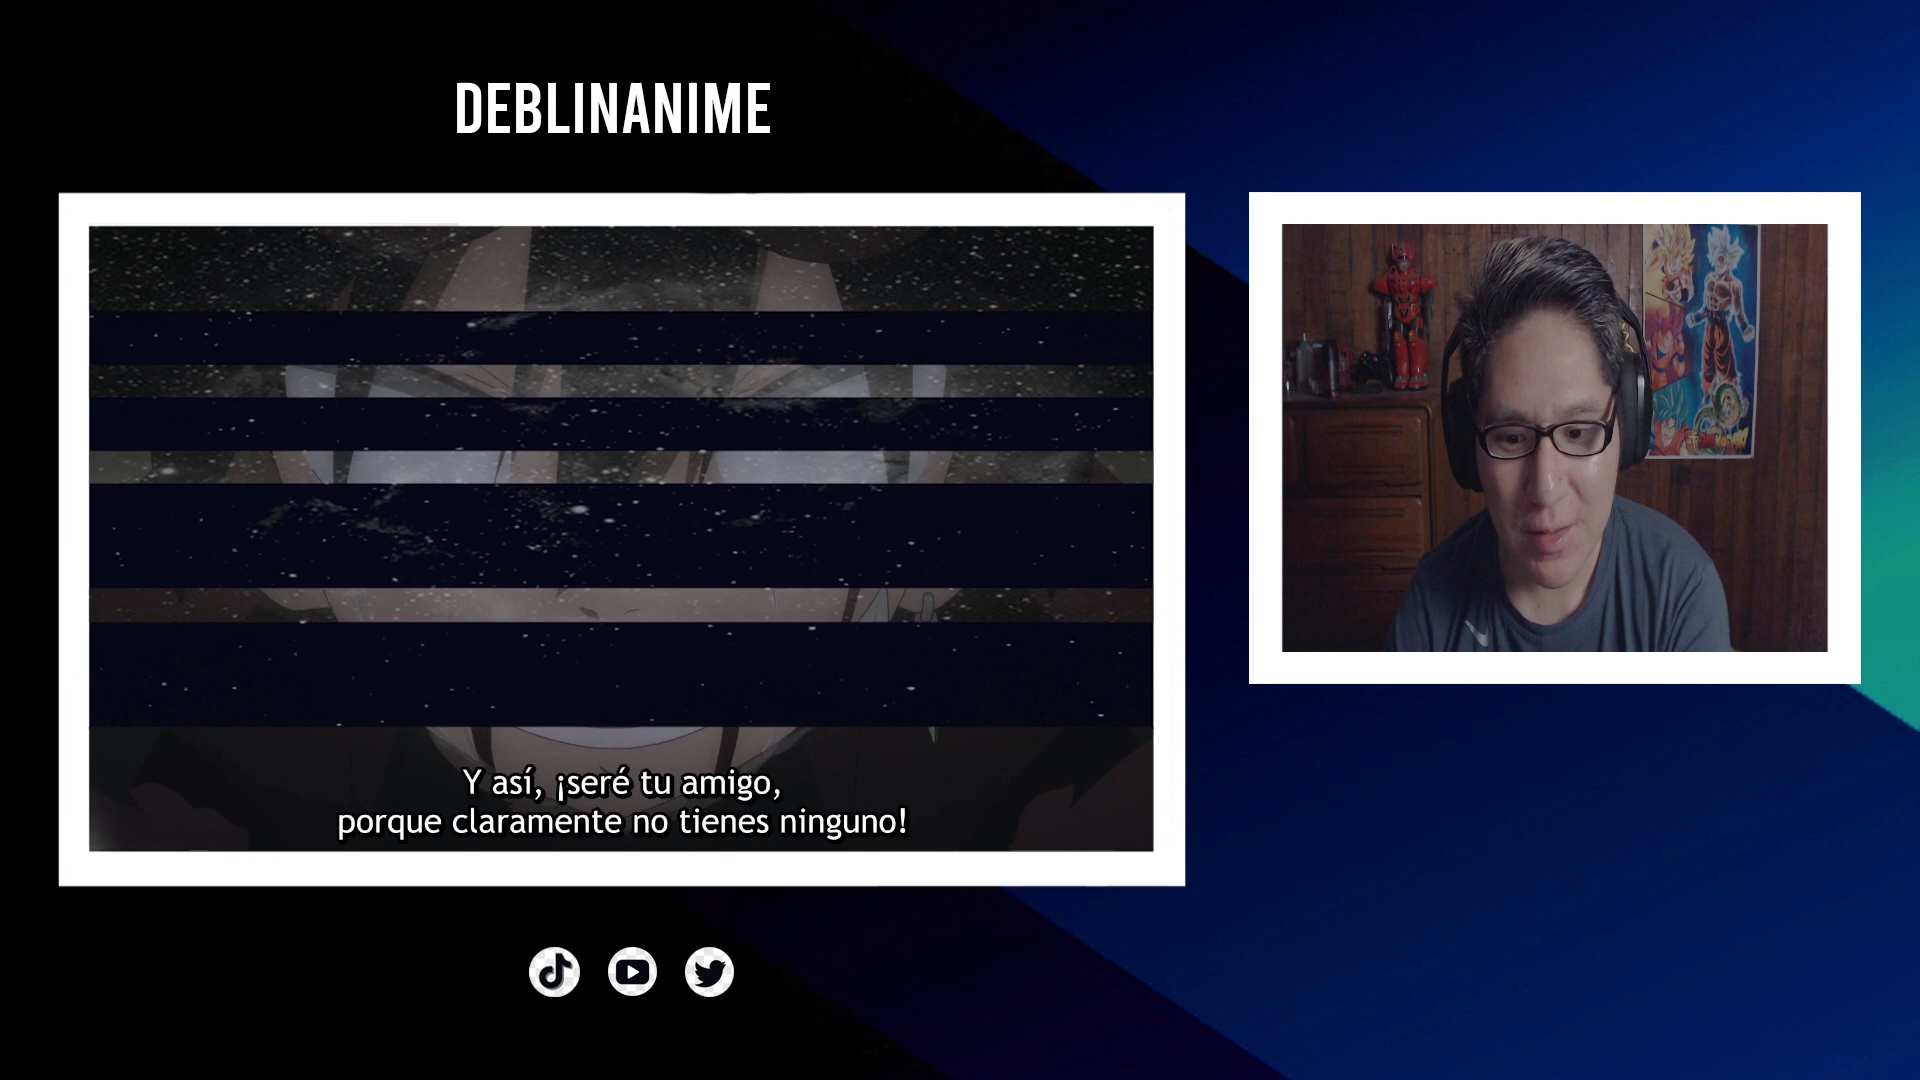 DEBLINANIME
Y así, ¡seré tu amigo,
porque claramente no tienes ninguno!